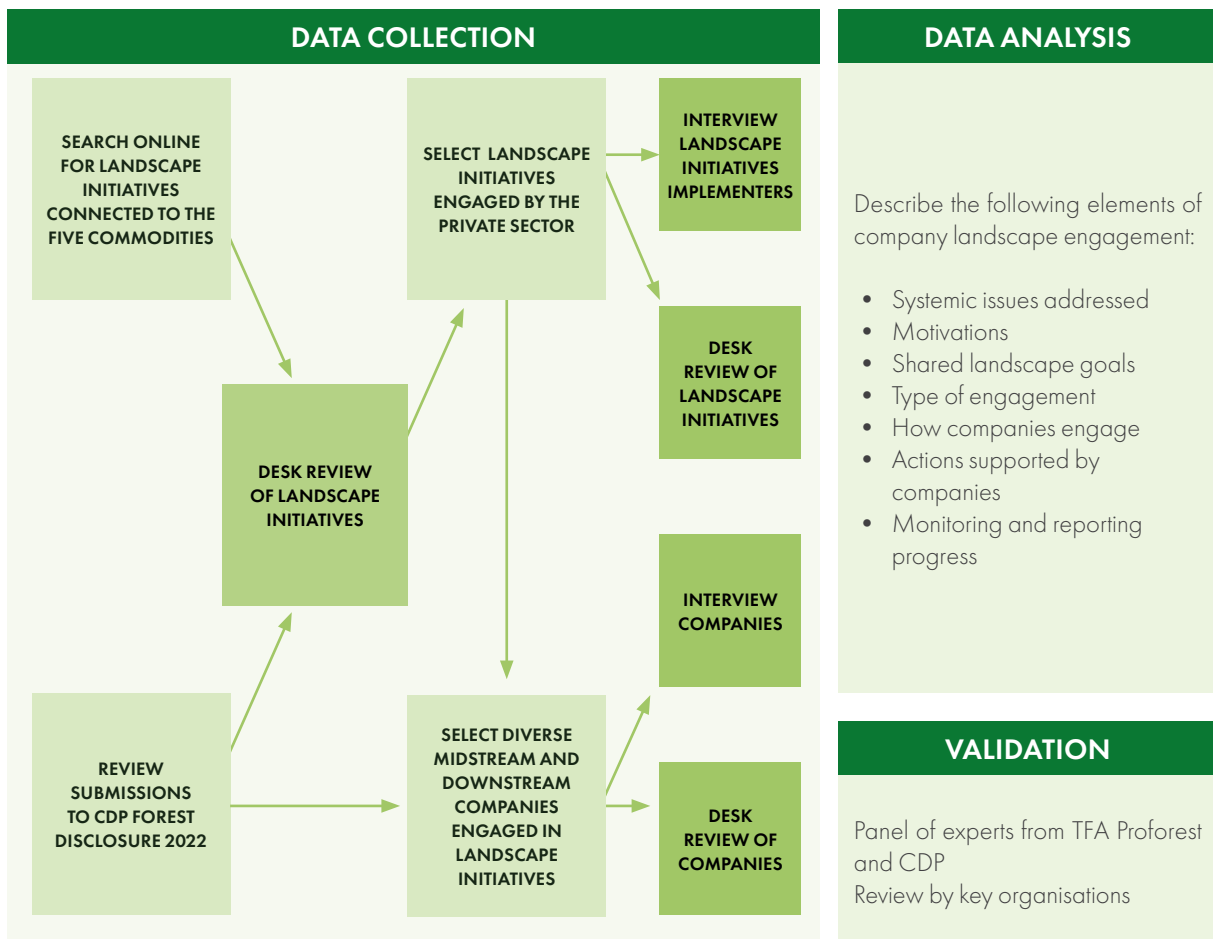 DATA COLLECTION
SEARCH ONLINE
FOR LANDSCAPE
INITIATIVES
CONNECTED TO THE
FIVE COMMODITIES
SELECT LANDSCAPE
INITIATIVES
ENGAGED BY THE
PRIVATE SECTOR
INTERVIEW
LANDSCAPE
INITIATIVES
IMPLEMENTERS
DESK
REVIEW OF
LANDSCAPE
INITIATIVES
DESK REVIEW
OF LANDSCAPE
INITIATIVES
INTERVIEW
COMPANIES
REVIEW
SUBMISSIONS
TO CDP FOREST
DISCLOSURE 2022
SELECT DIVERSE
MIDSTREAM AND
DOWNSTREAM
COMPANIES
ENGAGED IN
LANDSCAPE
INITIATIVES
DESK
REVIEW OF
COMPANIES
DATA ANALYSIS
Describe the following elements of
company landscape engagement:
• Systemic issues addressed
• Motivations
• Shared landscape goals
• Type of engagement
• How companies engage
• Actions supported by
companies
• Monitoring and reporting
progress
VALIDATION
Panel of experts from TFA Proforest
and CDP
Review by key organisations